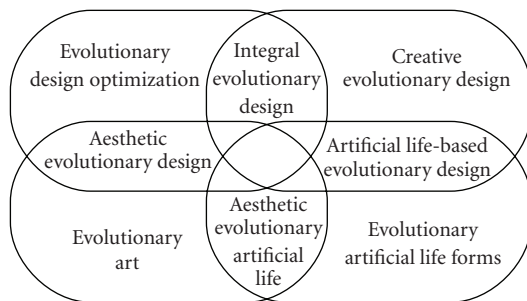 Evolutionary
design optimization
Integral
evolutionary
design
Creative
evolutionary design
Aesthetic
evolutionary design
Artificial life-based
evolutionary design
Evolutionary
art
Aesthetic
evolutionary
artificial
life
Evolutionary
artificial life forms